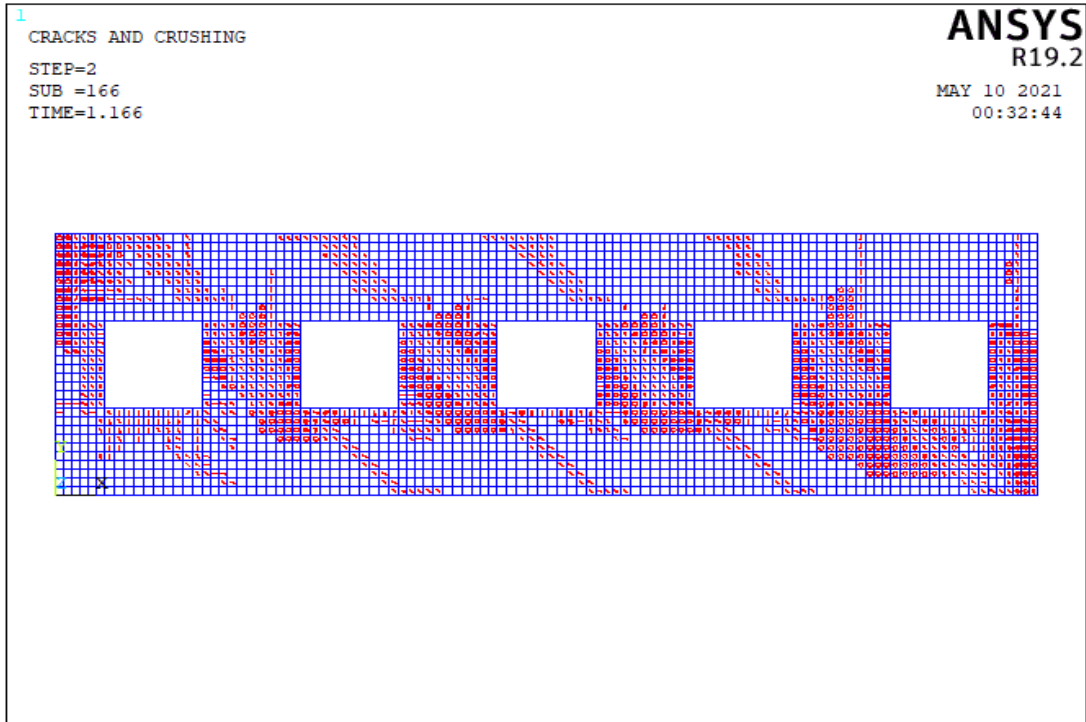 1
CRACKS AND CRUSHING
STEP=2
SUB =166
TIME=1.166
ANSYS
R19.2
MAY 10 2021
00:32:44
Y
Z
X